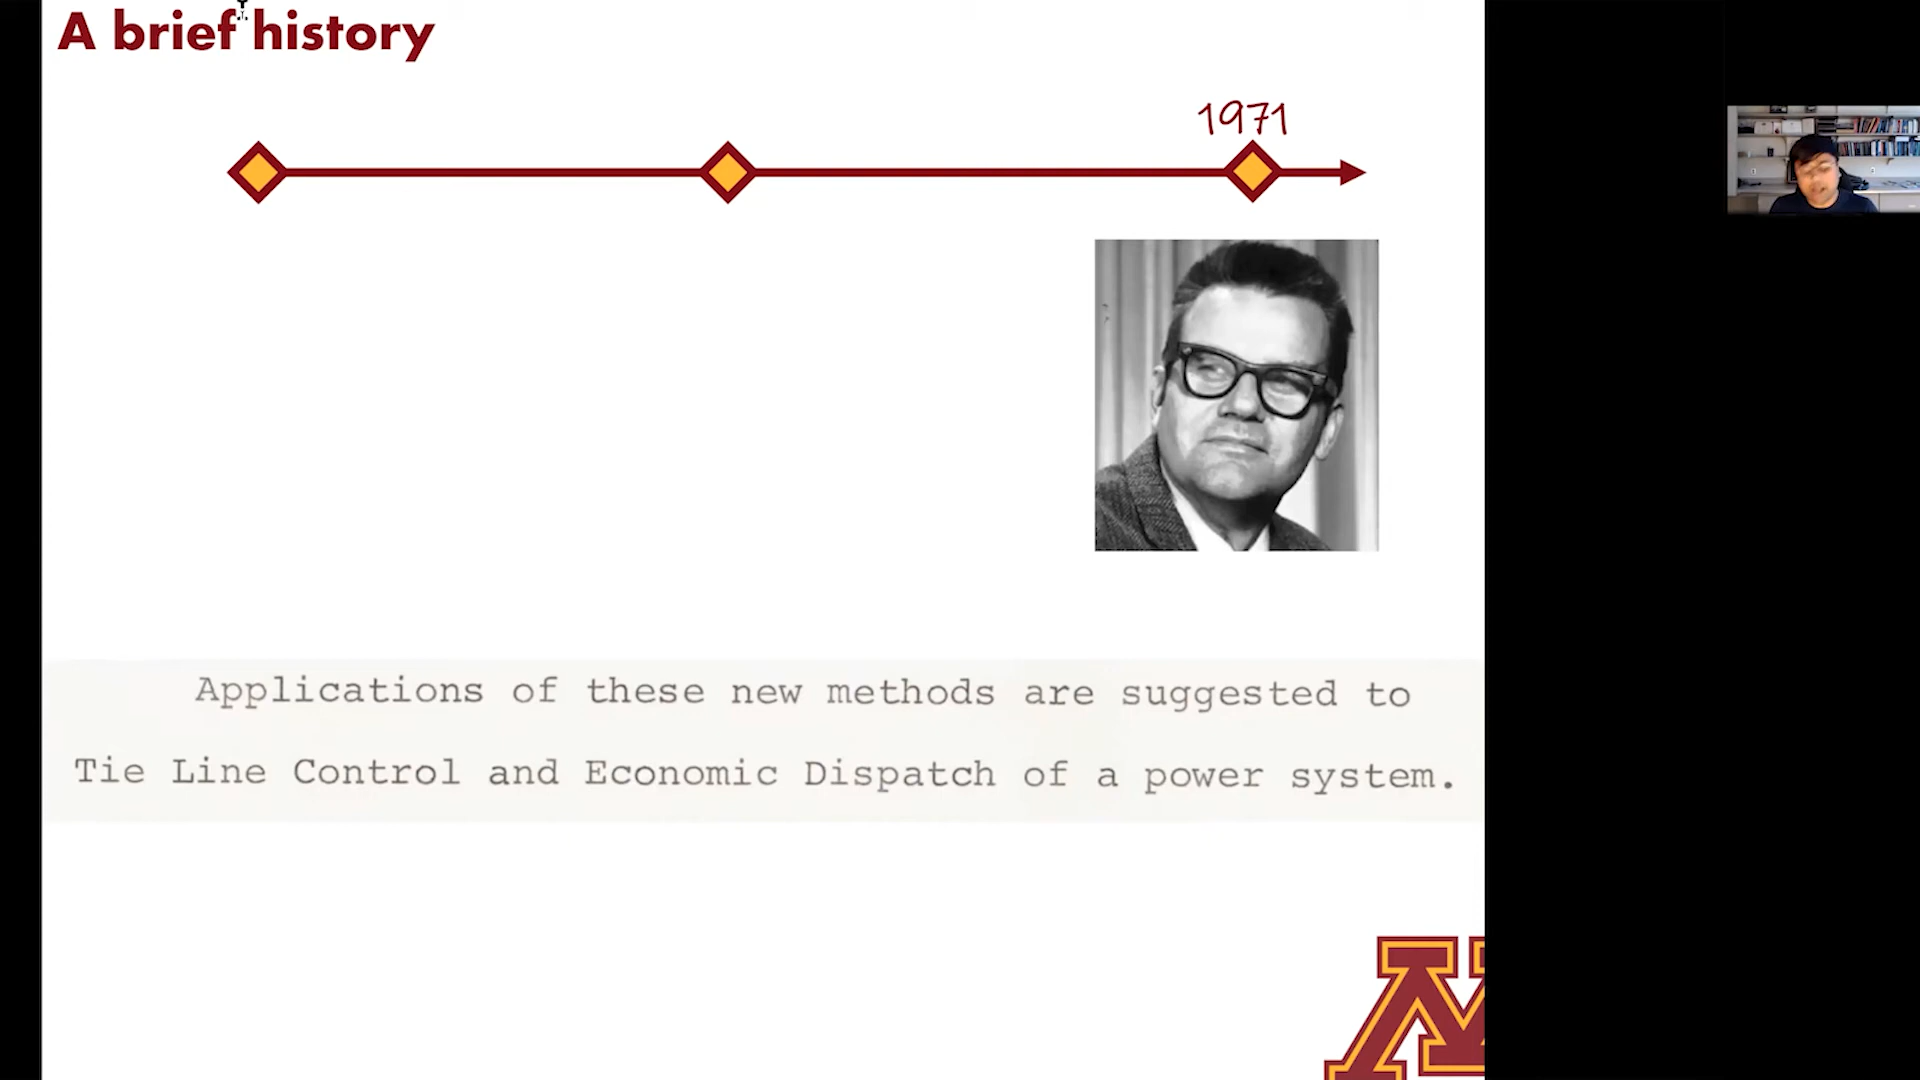 A brief history
1971
Applications of these new methods are suggested to
Tie Line Control and Economic Dispatch of a power system.